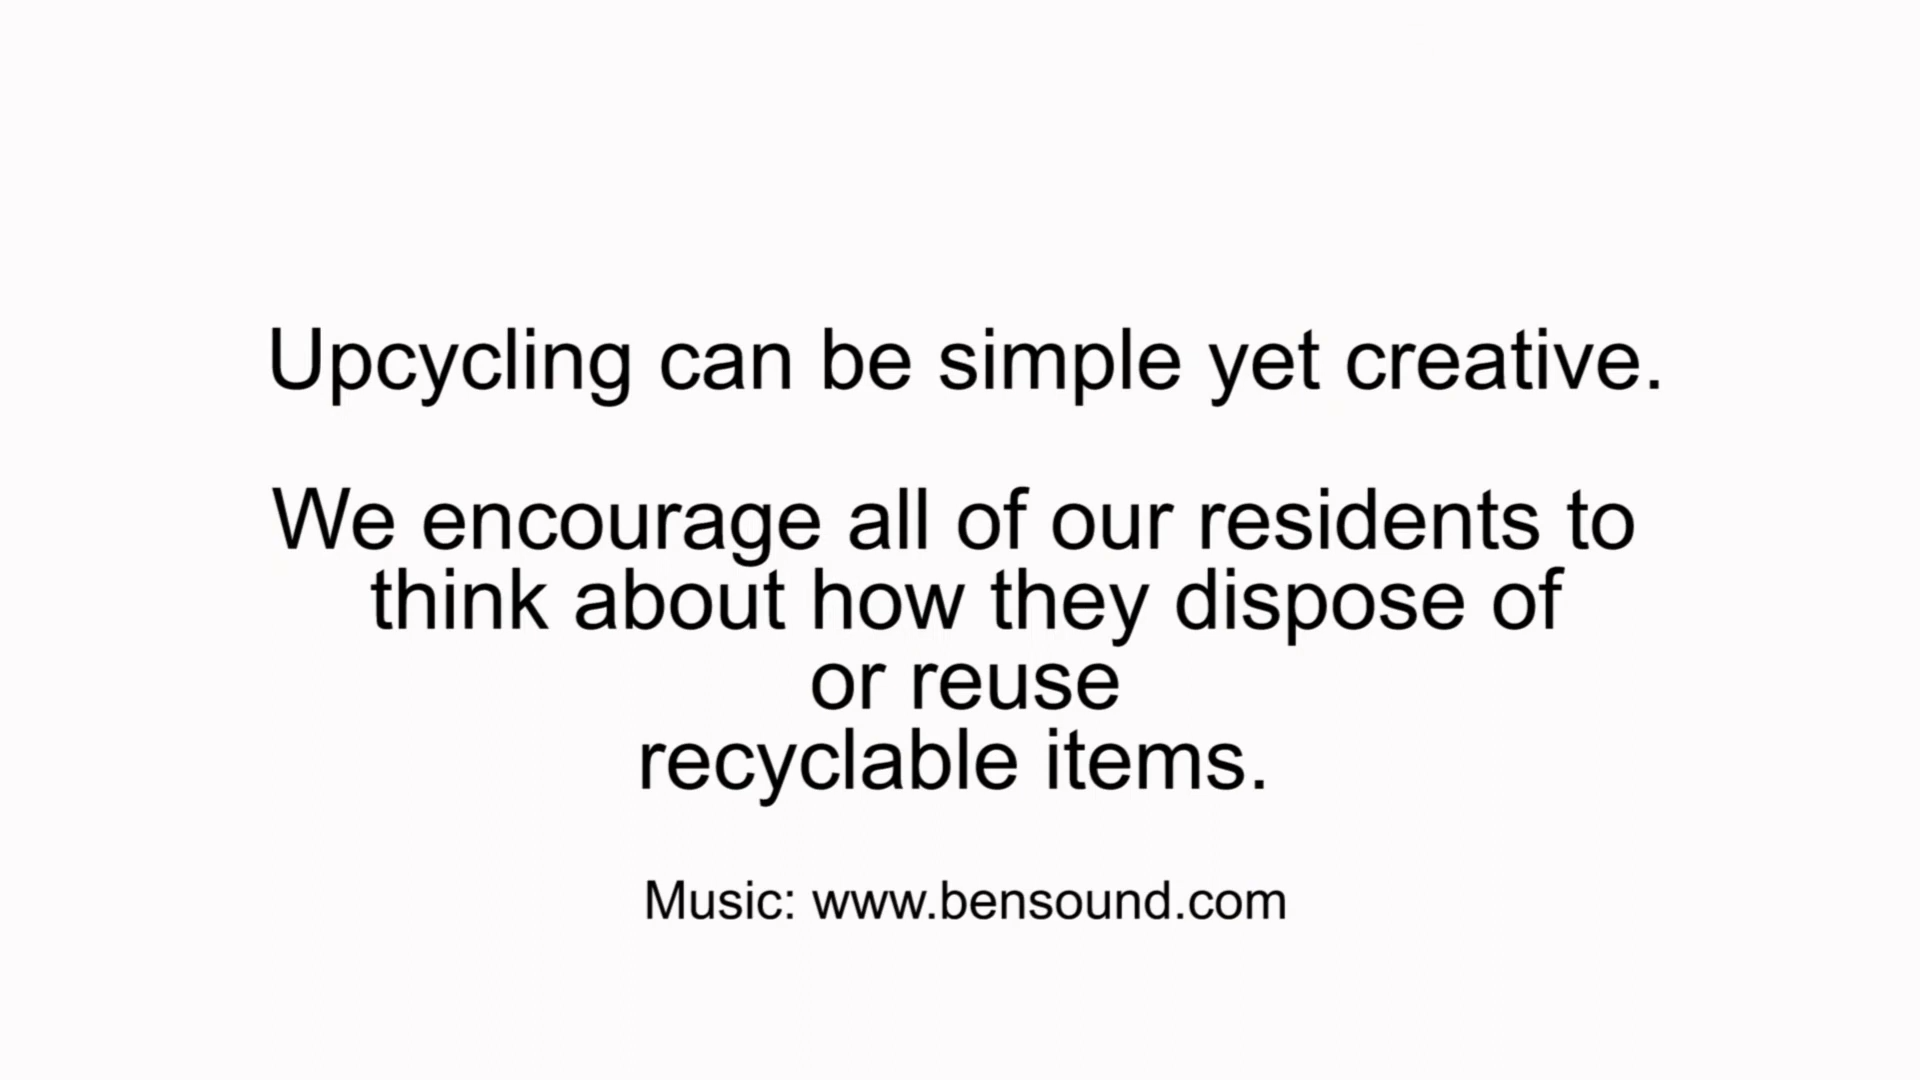 Upcycling can be simple yet creative.
We encourage all of our residents to
think about how they dispose of
or reuse
recyclable items.
Music: www.bensound.com